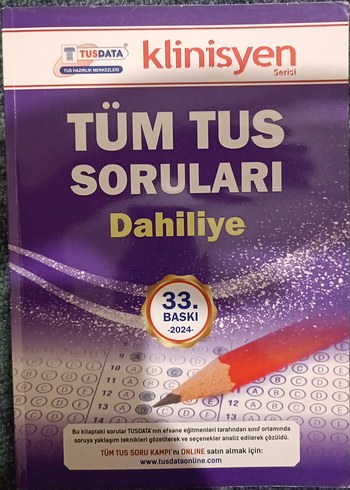 TUSDATA
TUS HAZIRLIK MERKEZLERİ
klinisyen
Serisi
TÜM TUS
SORULARI
Dahiliye
33.
BASKI
-2024-
Bu kitaptaki sorular TUSDATA'nın efsane eğitmenleri tarafından sınıf ortamında
soruya yaklaşım teknikleri gözetilerek ve seçenekler analiz edilerek çözüldü.
TÜM TUS SORU KAMPI'nı ONLINE satın almak için:
www.tusdataonline.com